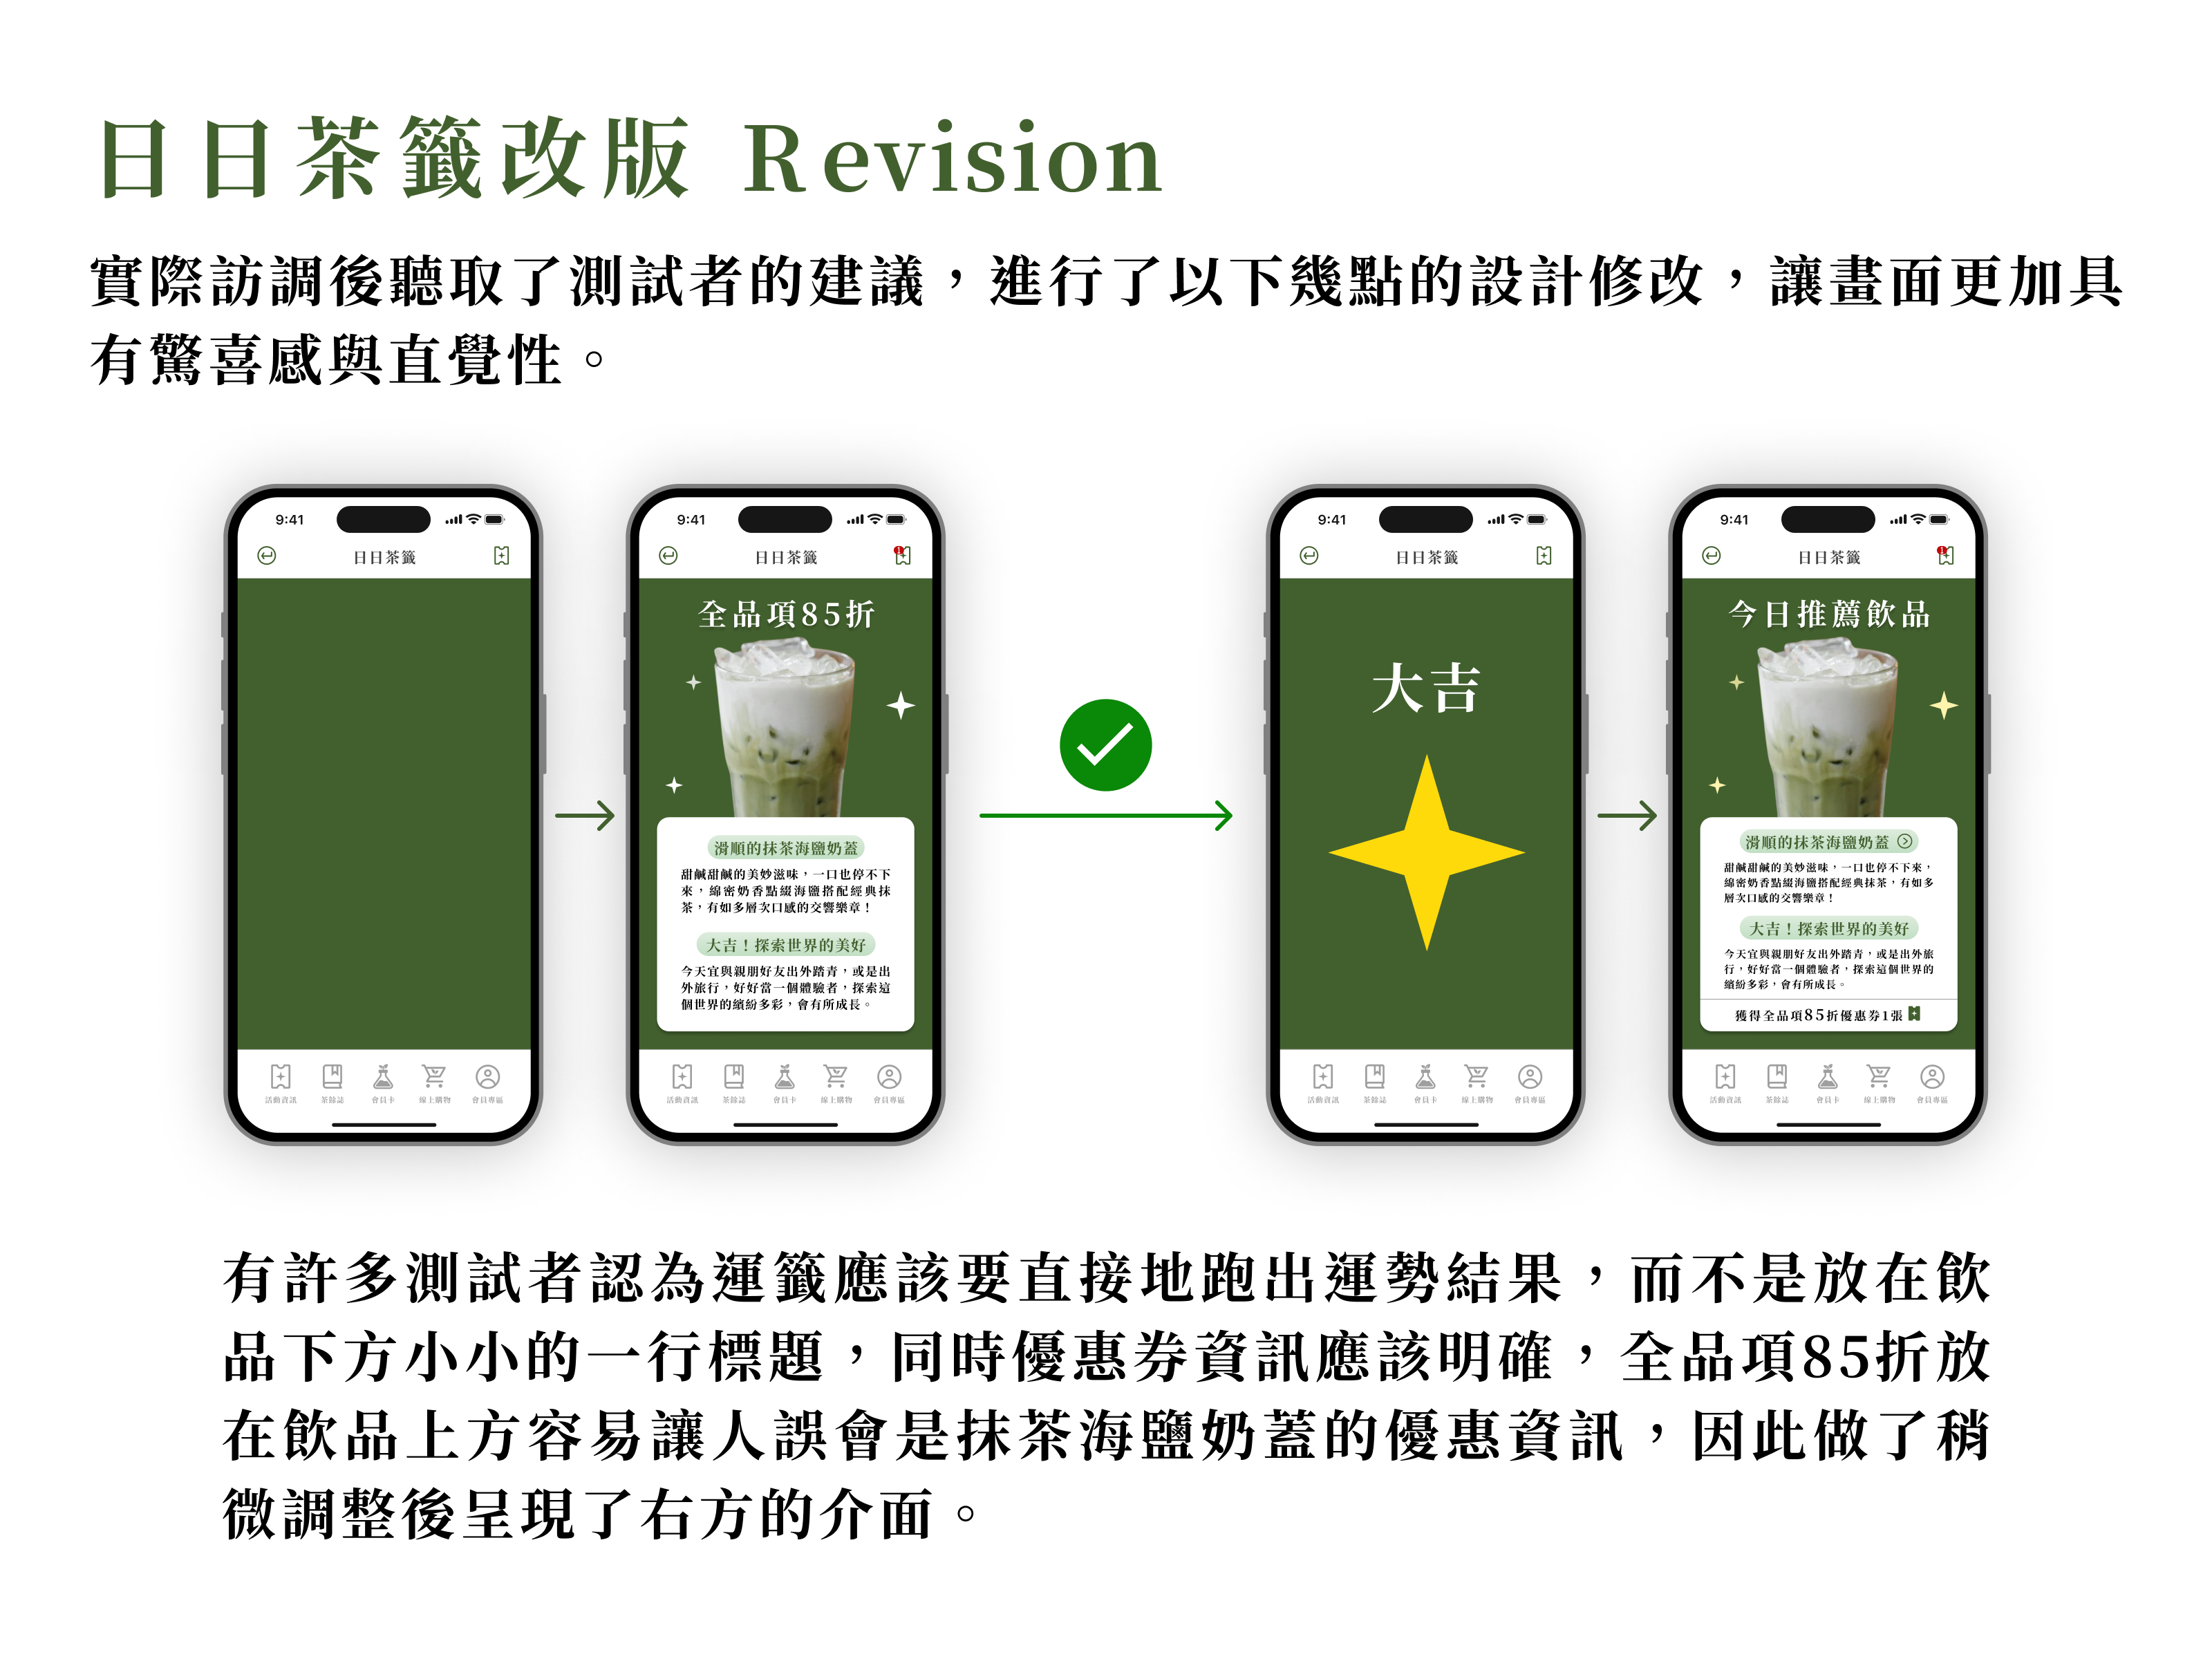 日日茶籤改版 Revision
實際訪調後聽取了測試者的建議，進行了以下幾點的設計修改，讓畫面更加具
有驚喜感與直覺性。
9:41
日日茶籤
活動資訊 茶餘誌 會員卡 線上購物 會員專區
9:41
日日茶籤
1
全品項85折
滑順的抹茶海鹽奶蓋
甜鹹甜鹹的美妙滋味，一口也停不下
來，綿密奶香點綴海鹽搭配經典抹
茶，有如多層次口感的交響樂章！
大吉！探索世界的美好
今天宜與親朋好友出外踏青，或是出
外旅行，好好當一個體驗者，探索這
個世界的繽紛多彩，會有所成長。
活動資訊 茶餘誌 會員卡 線上購物 會員專區
9:41
日日茶籤
大吉
活動資訊 茶餘誌 會員卡 線上購物 會員專區
9:41
日日茶籤
1
今日推薦飲品
滑順的抹茶海鹽奶蓋
甜鹹甜鹹的美妙滋味，一口也停不下來，
綿密奶香點綴海鹽搭配經典抹茶，有如多
層次口感的交響樂章！
大吉！探索世界的美好
今天宜與親朋好友出外踏青，或是出外旅
行，好好當一個體驗者，探索這個世界的
繽紛多彩，會有所成長。
獲得全品項85折優惠券1張
活動資訊 茶餘誌 會員卡 線上購物 會員專區
有許多測試者認為運籤應該要直接地跑出運勢結果，而不是放在飲
品下方小小的一行標題，同時優惠券資訊應該明確，全品項85折放
在飲品上方容易讓人誤會是抹茶海鹽奶蓋的優惠資訊，因此做了稍
微調整後呈現了右方的介面。